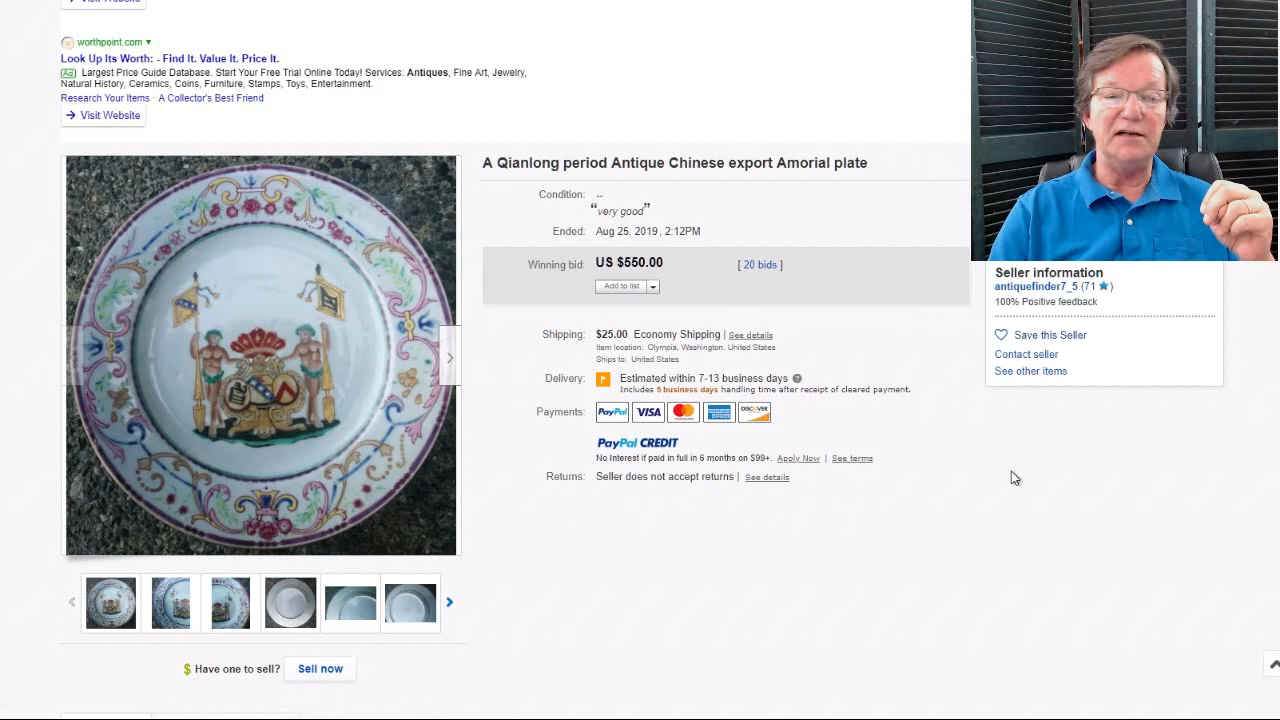 Visit Website
worthpoint.com
Look Up Its Worth: - Find It. Value It. Price It.
Ad Largest Price Guide Database. Start Your Free Trial Online Today! Services: Antiques, Fine Art, Jewelry,
Natural History, Ceramics, Coins, Furniture, Stamps, Toys, Entertainment.
Research Your Items · A Collector's Best Friend
Visit Website
A Qianlong period Antique Chinese export Amorial plate
Condition: --
“very good”
Ended: Aug 25, 2019 , 2:12PM
Winning bid: US $550.00 [ 20 bids ]
Add to list
Shipping: $25.00 Economy Shipping | See details
Item location: Olympia, Washington, United States
Ships to: United States
Delivery: Estimated within 7-13 business days
Includes 5 business days handling time after receipt of cleared payment.
Payments: PayPal VISA MasterCard AMERICAN EXPRESS DISCOVER
PayPal CREDIT
No Interest if paid in full in 6 months on $99+. Apply Now | See terms
Returns: Seller does not accept returns | See details
Seller information
antiquefinder7_5 (71 )
100% Positive feedback
Save this Seller
Contact seller
See other items
Have one to sell? Sell now